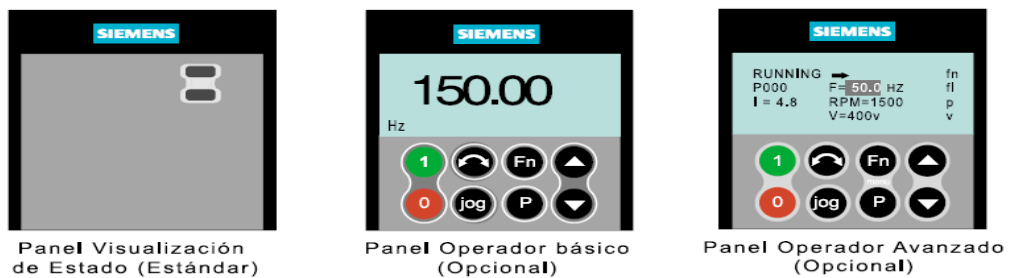 SIEMENS
Panel Visualización
de Estado (Estándar)
SIEMENS
150.00
Hz
1
Fn
0
jog
P
Panel Operador básico
(Opcional)
SIEMENS
RUNNING fn
P000 F= 50.0 HZ fl
I = 4.8 RPM=1500 p
V=400v v
1
Fn
0
jog
P
Panel Operador Avanzado
(Opcional)